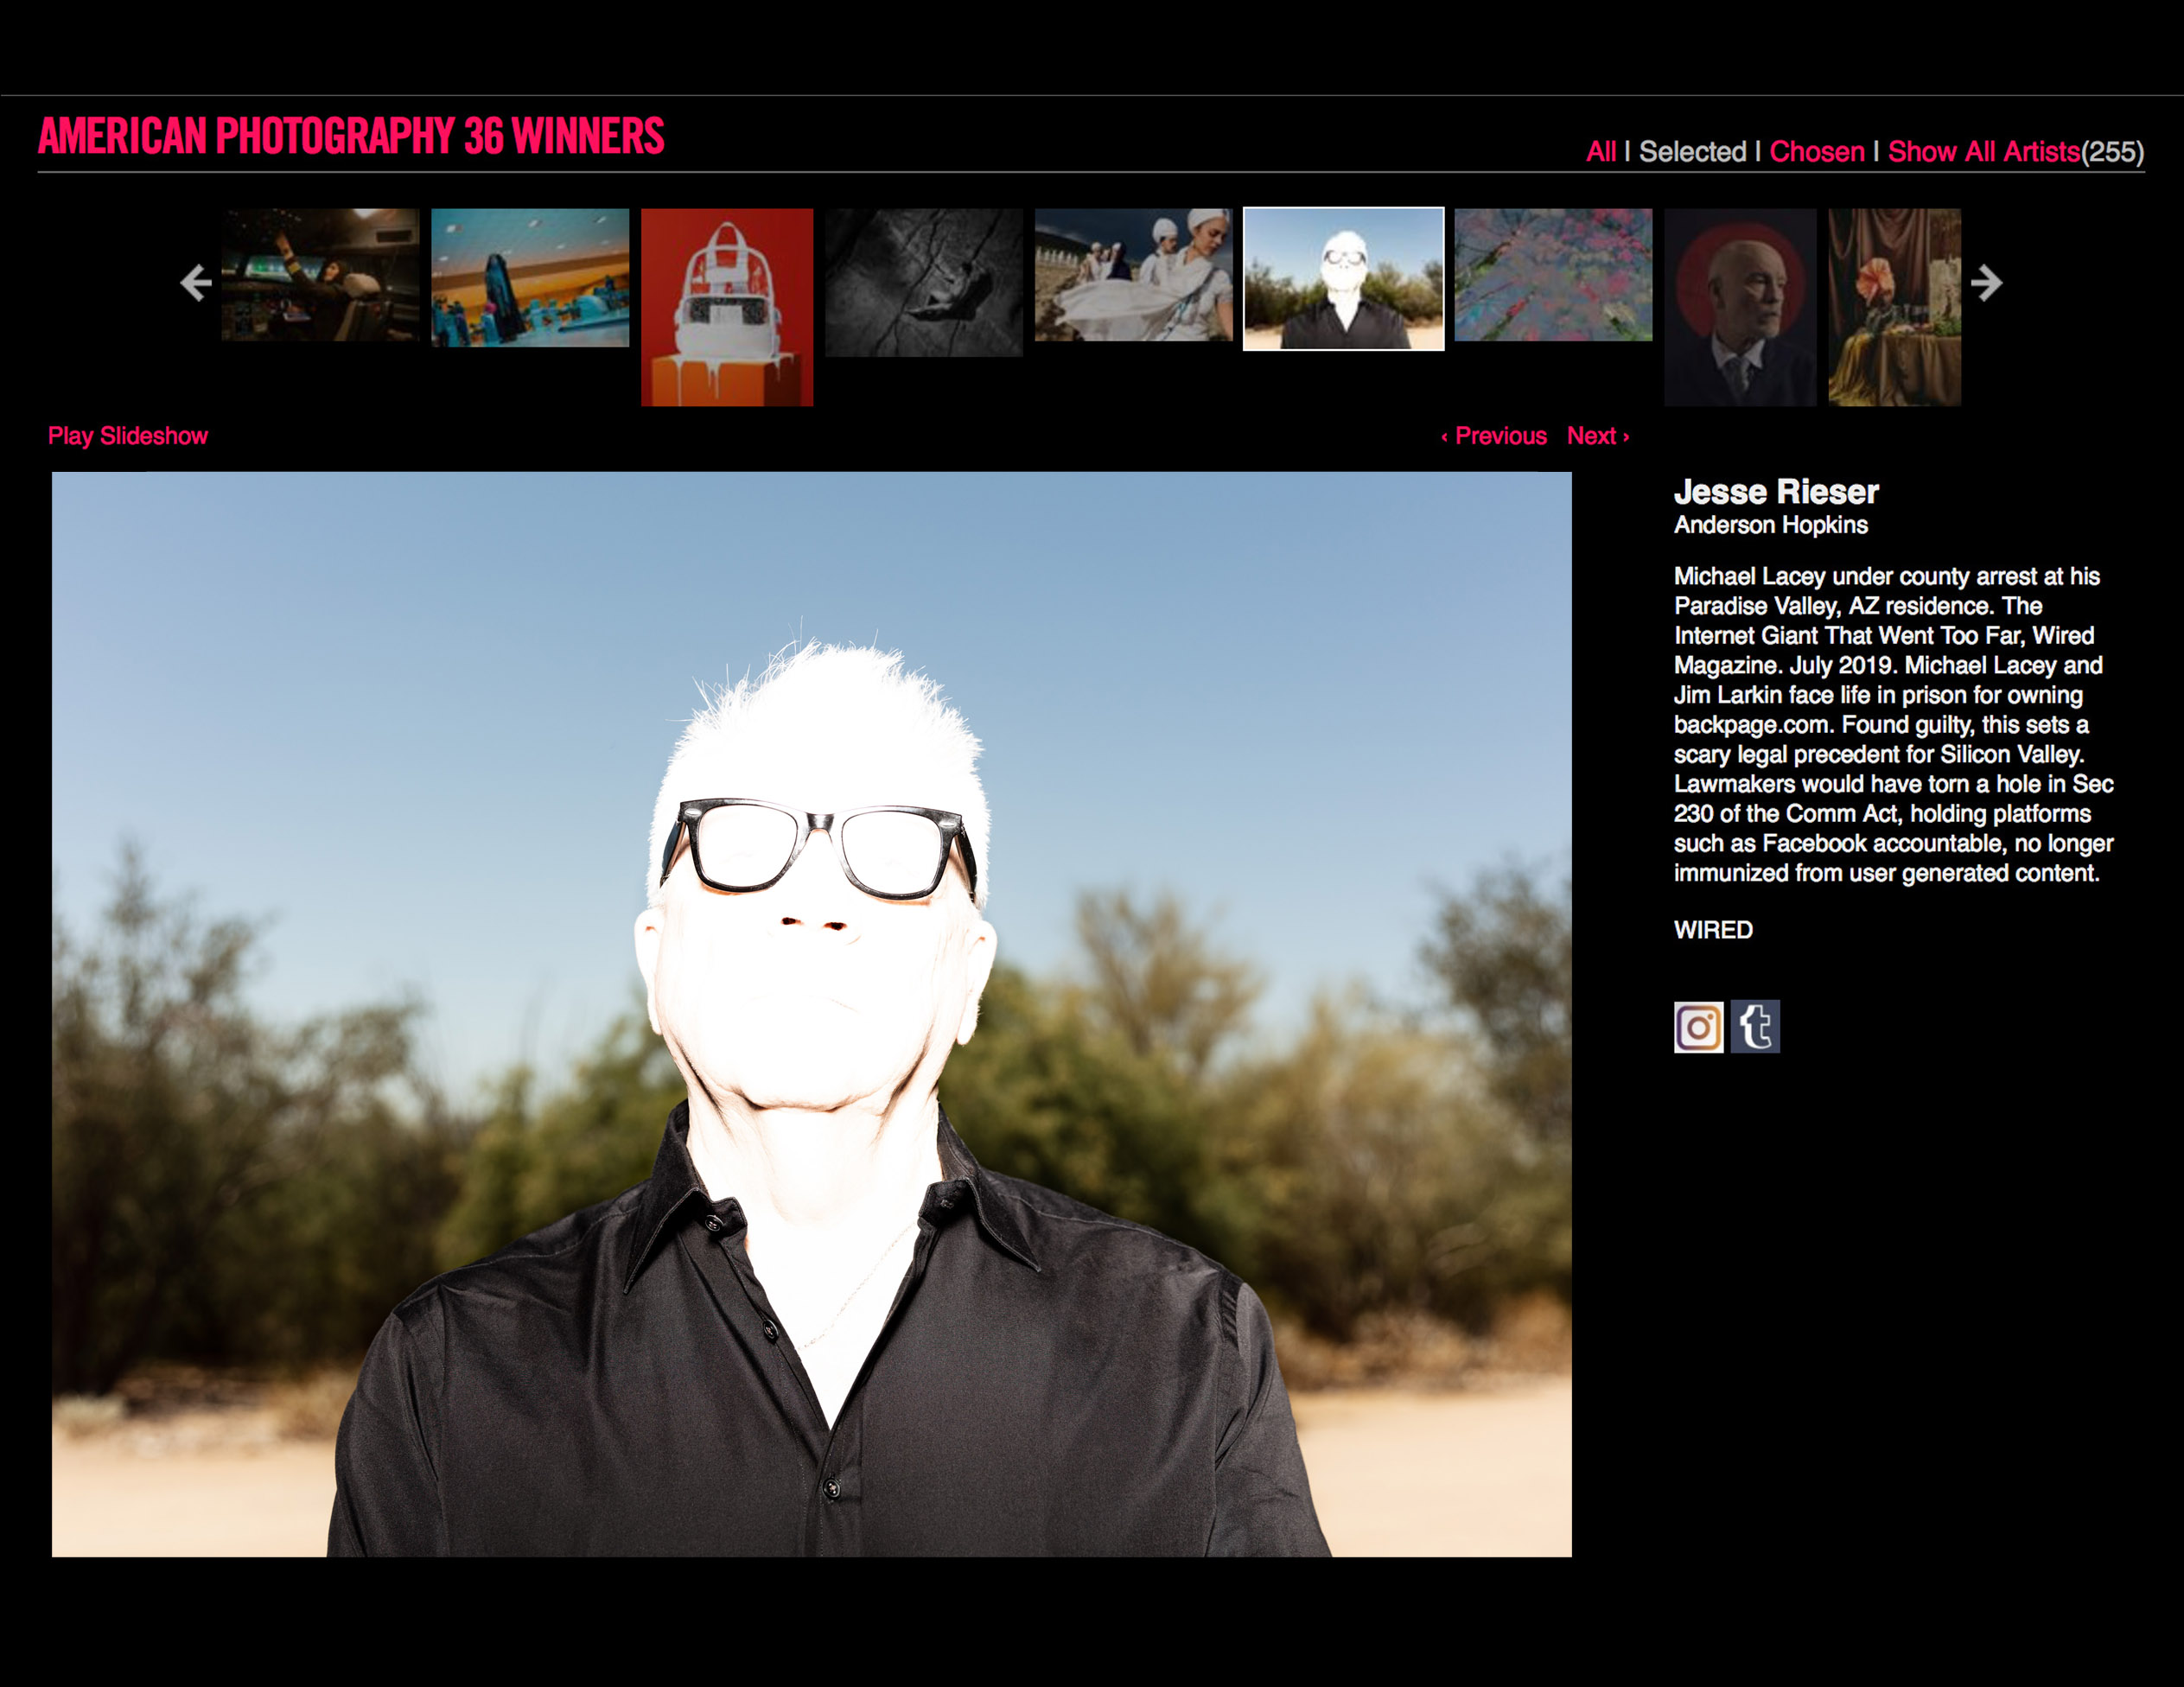 AMERICAN PHOTOGRAPHY 36 WINNERS
All | Selected | Chosen | Show All Artists(255)
Play Slideshow
‹ Previous Next ›
Jesse Rieser
Anderson Hopkins
Michael Lacey under county arrest at his
Paradise Valley, AZ residence. The
Internet Giant That Went Too Far, Wired
Magazine. July 2019. Michael Lacey and
Jim Larkin face life in prison for owning
backpage.com. Found guilty, this sets a
scary legal precedent for Silicon Valley.
Lawmakers would have torn a hole in Sec
230 of the Comm Act, holding platforms
such as Facebook accountable, no longer
immunized from user generated content.
WIRED